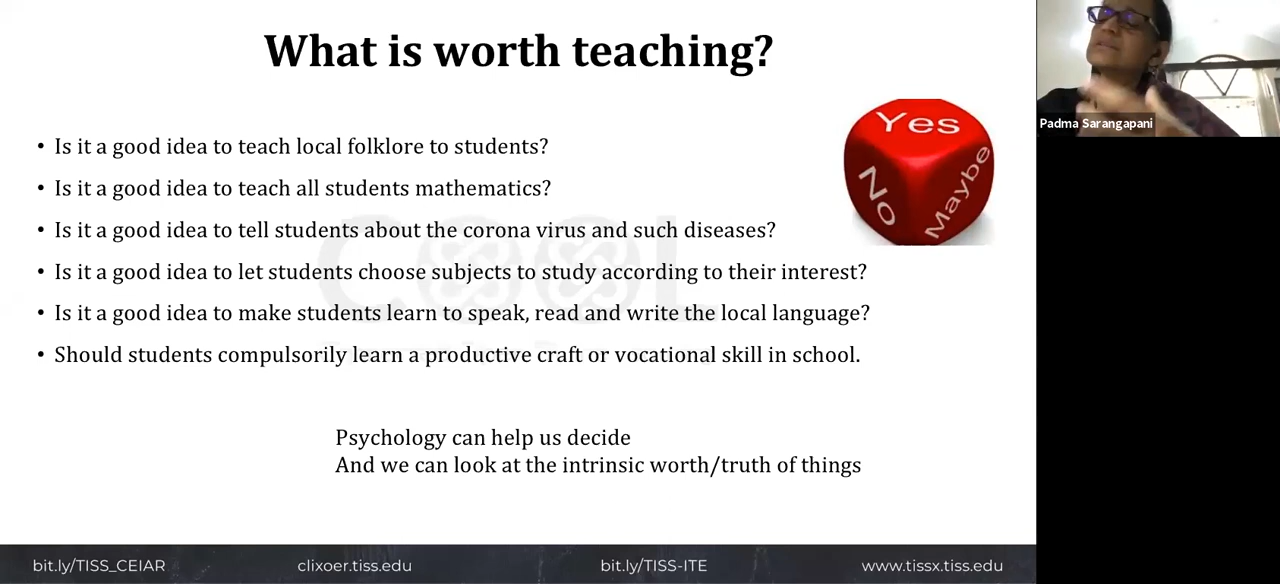 What is worth teaching?
Yes
No
Maybe
• Is it a good idea to teach local folklore to students?
• Is it a good idea to teach all students mathematics?
• Is it a good idea to tell students about the corona virus and such diseases?
• Is it a good idea to let students choose subjects to study according to their interest?
• Is it a good idea to make students learn to speak, read and write the local language?
• Should students compulsorily learn a productive craft or vocational skill in school.
Psychology can help us decide
And we can look at the intrinsic worth/truth of things
COOL
bit.ly/TISS_CEIAR
clixoer.tiss.edu
bit.ly/TISS-ITE
www.tissx.tiss.edu
Padma Sarangapani